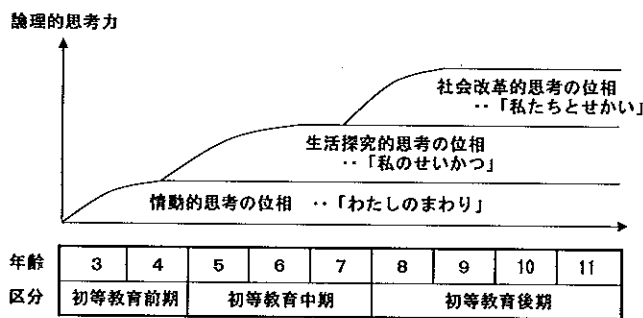 論理的思考力
社会改革的思考の位相
‥「私たちとせかい」
生活探究的思考の位相
‥「私のせいかつ」
情動的思考の位相 ‥「わたしのまわり」
年齢 3 4 5 6 7 8 9 10 11
区分 初等教育前期 初等教育中期 初等教育後期